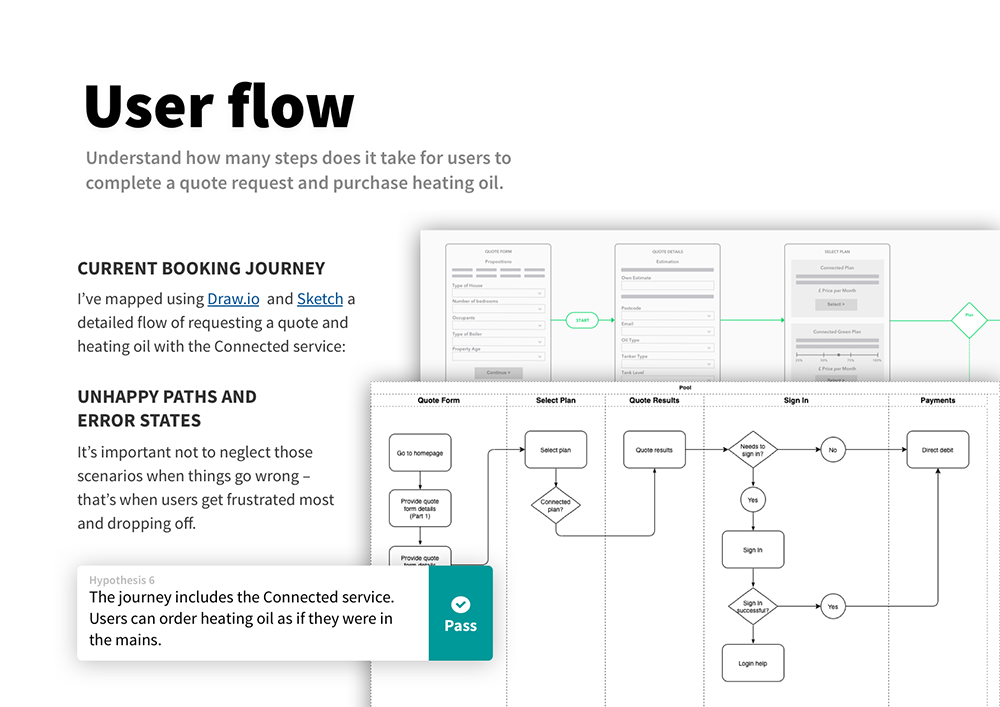 User flow
Understand how many steps does it take for users to
complete a quote request and purchase heating oil.
CURRENT BOOKING JOURNEY
I’ve mapped using Draw.io and Sketch a
detailed flow of requesting a quote and
heating oil with the Connected service:
UNHAPPY PATHS AND
ERROR STATES
It’s important not to neglect those
scenarios when things go wrong –
that’s when users get frustrated most
and dropping off.
Hypothesis 6
The journey includes the Connected service.
Users can order heating oil as if they were in
the mains.
Pass
QUOTE FORM
Propositions
Type of House
Number of bedrooms
Occupants
Type of Boiler
Property Age
Continue >
START
QUOTE DETAILS
Estimation
Own Estimate
Postcode
Email
Oil Type
Tanker Type
Tank Level
SELECT PLAN
Connected Plan
£ Price per Month
Select >
Connected Green Plan
25% 50% 75% 100%
£ Price per Month
Select >
Plan
Pool
Quote Form
Select Plan
Quote Results
Sign In
Payments
Go to homepage
Provide quote
form details
(Part 1)
Provide quote
form details
Select plan
Connected
plan?
Quote results
Needs to
sign in?
No
Yes
Sign In
Sign In
successful?
Yes
Login help
Direct debit